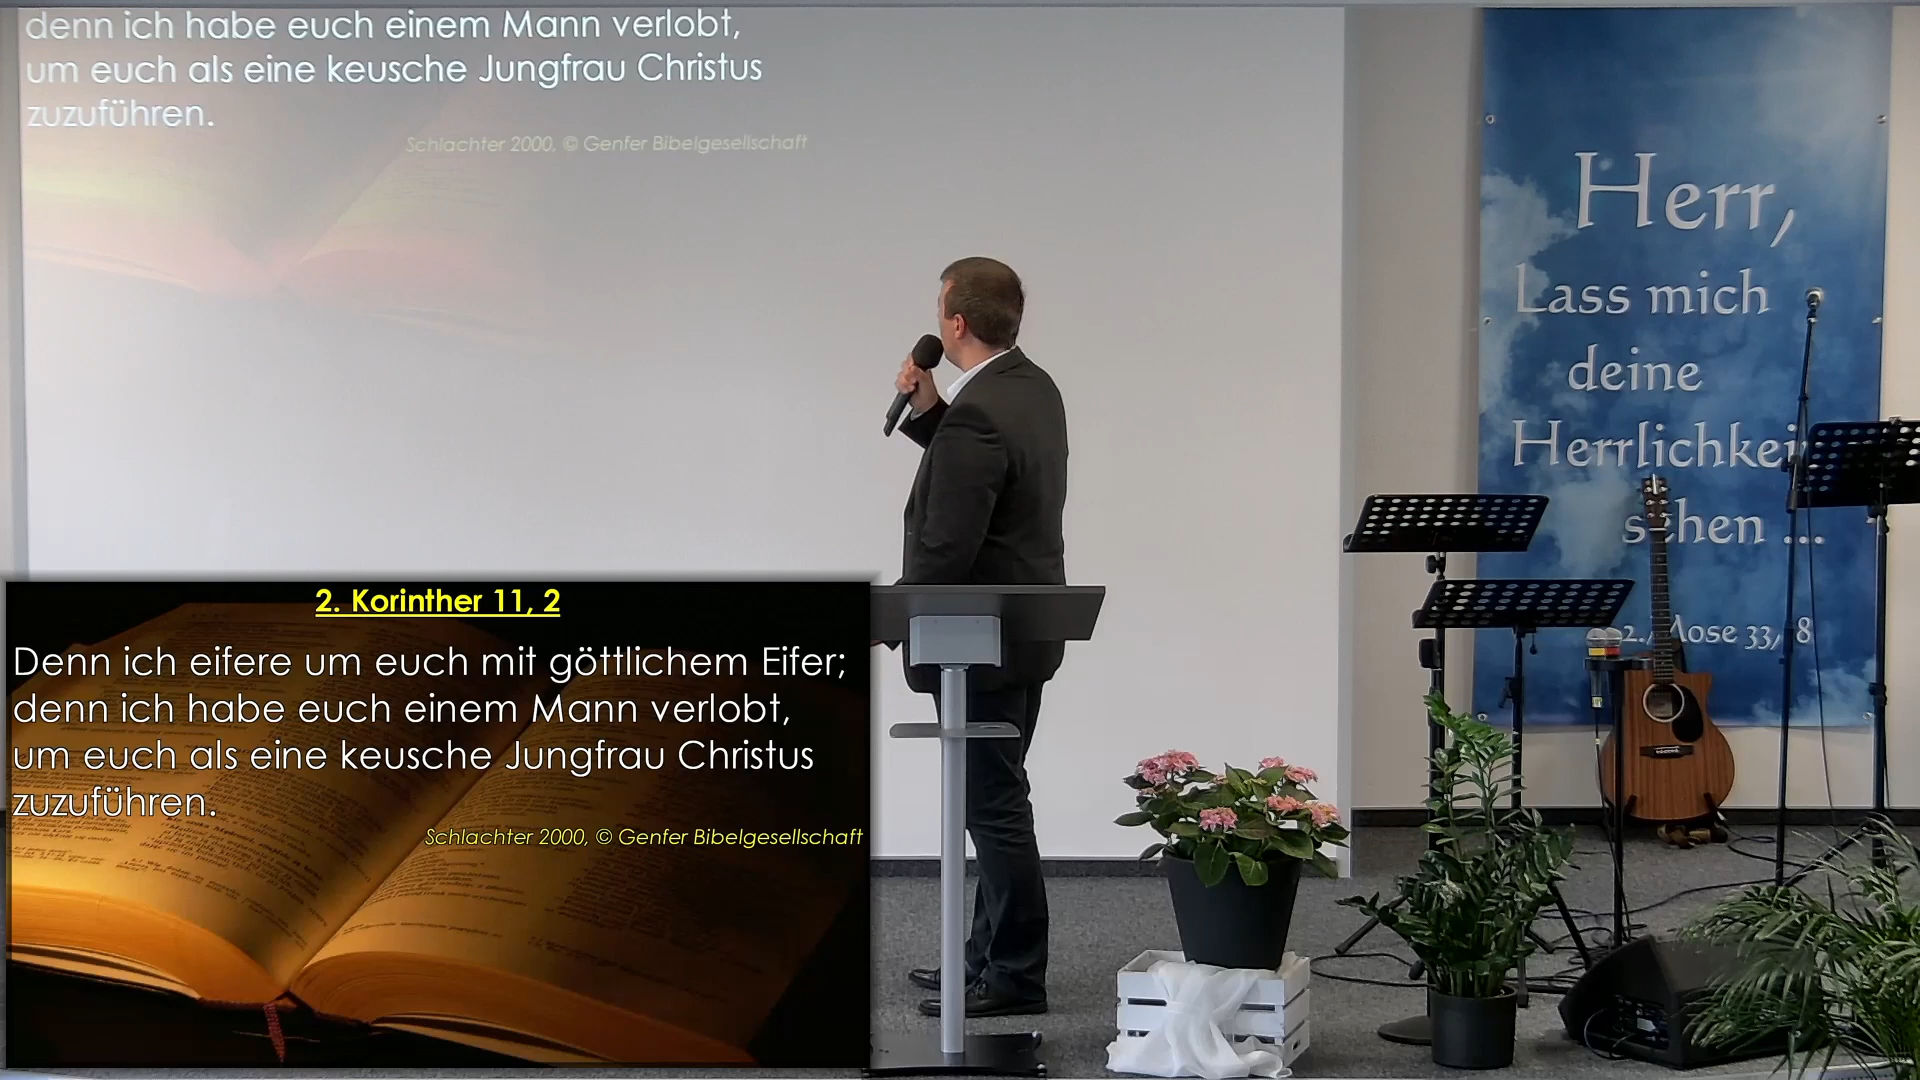 denn ich habe euch einem Mann verlobt,
um euch als eine keusche Jungfrau Christus
zuzuführen.
Schlachter 2000, © Genfer Bibelgesellschaft
Herr,
Lass mich
deine
Herrlichkei
sehen ...
2. Mose 33, 8
2. Korinther 11, 2
Denn ich eifere um euch mit göttlichem Eifer;
denn ich habe euch einem Mann verlobt,
um euch als eine keusche Jungfrau Christus
zuzuführen.
Schlachter 2000, © Genfer Bibelgesellschaft